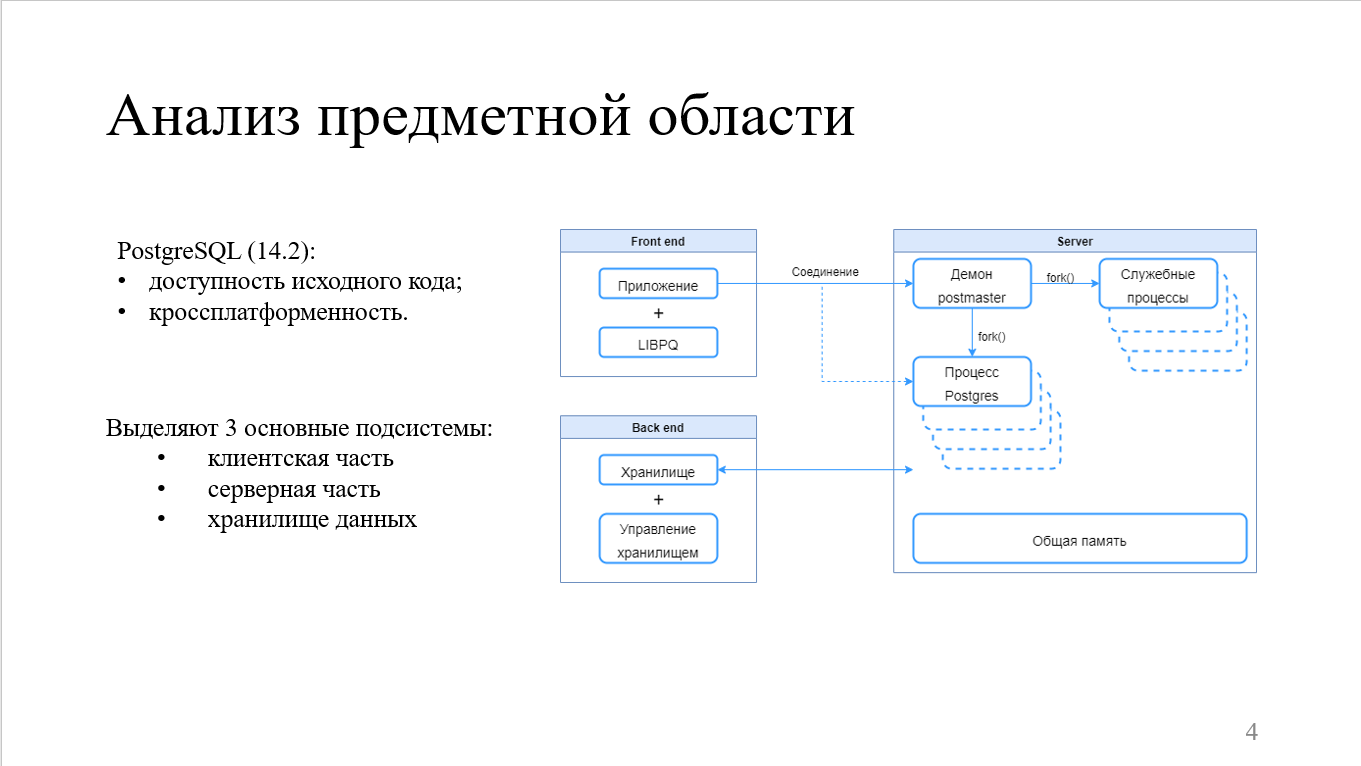 Анализ предметной области
PostgreSQL (14.2):
• доступность исходного кода;
• кроссплатформенность.
Выделяют 3 основные подсистемы:
• клиентская часть
• серверная часть
• хранилище данных
Front end
Приложение
+
LIBPQ
Соединение
Back end
Хранилище
+
Управление
хранилищем
Server
Демон
postmaster
fork()
Служебные
процессы
fork()
Процесс
Postgres
Общая память
4